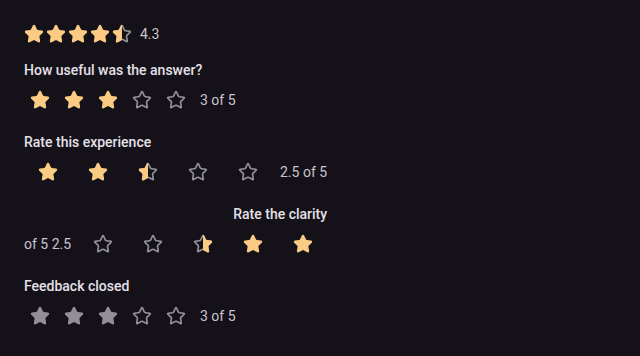 4.3
How useful was the answer?
3 of 5
Rate this experience
2.5 of 5
Rate the clarity
of 5 2.5
Feedback closed
3 of 5